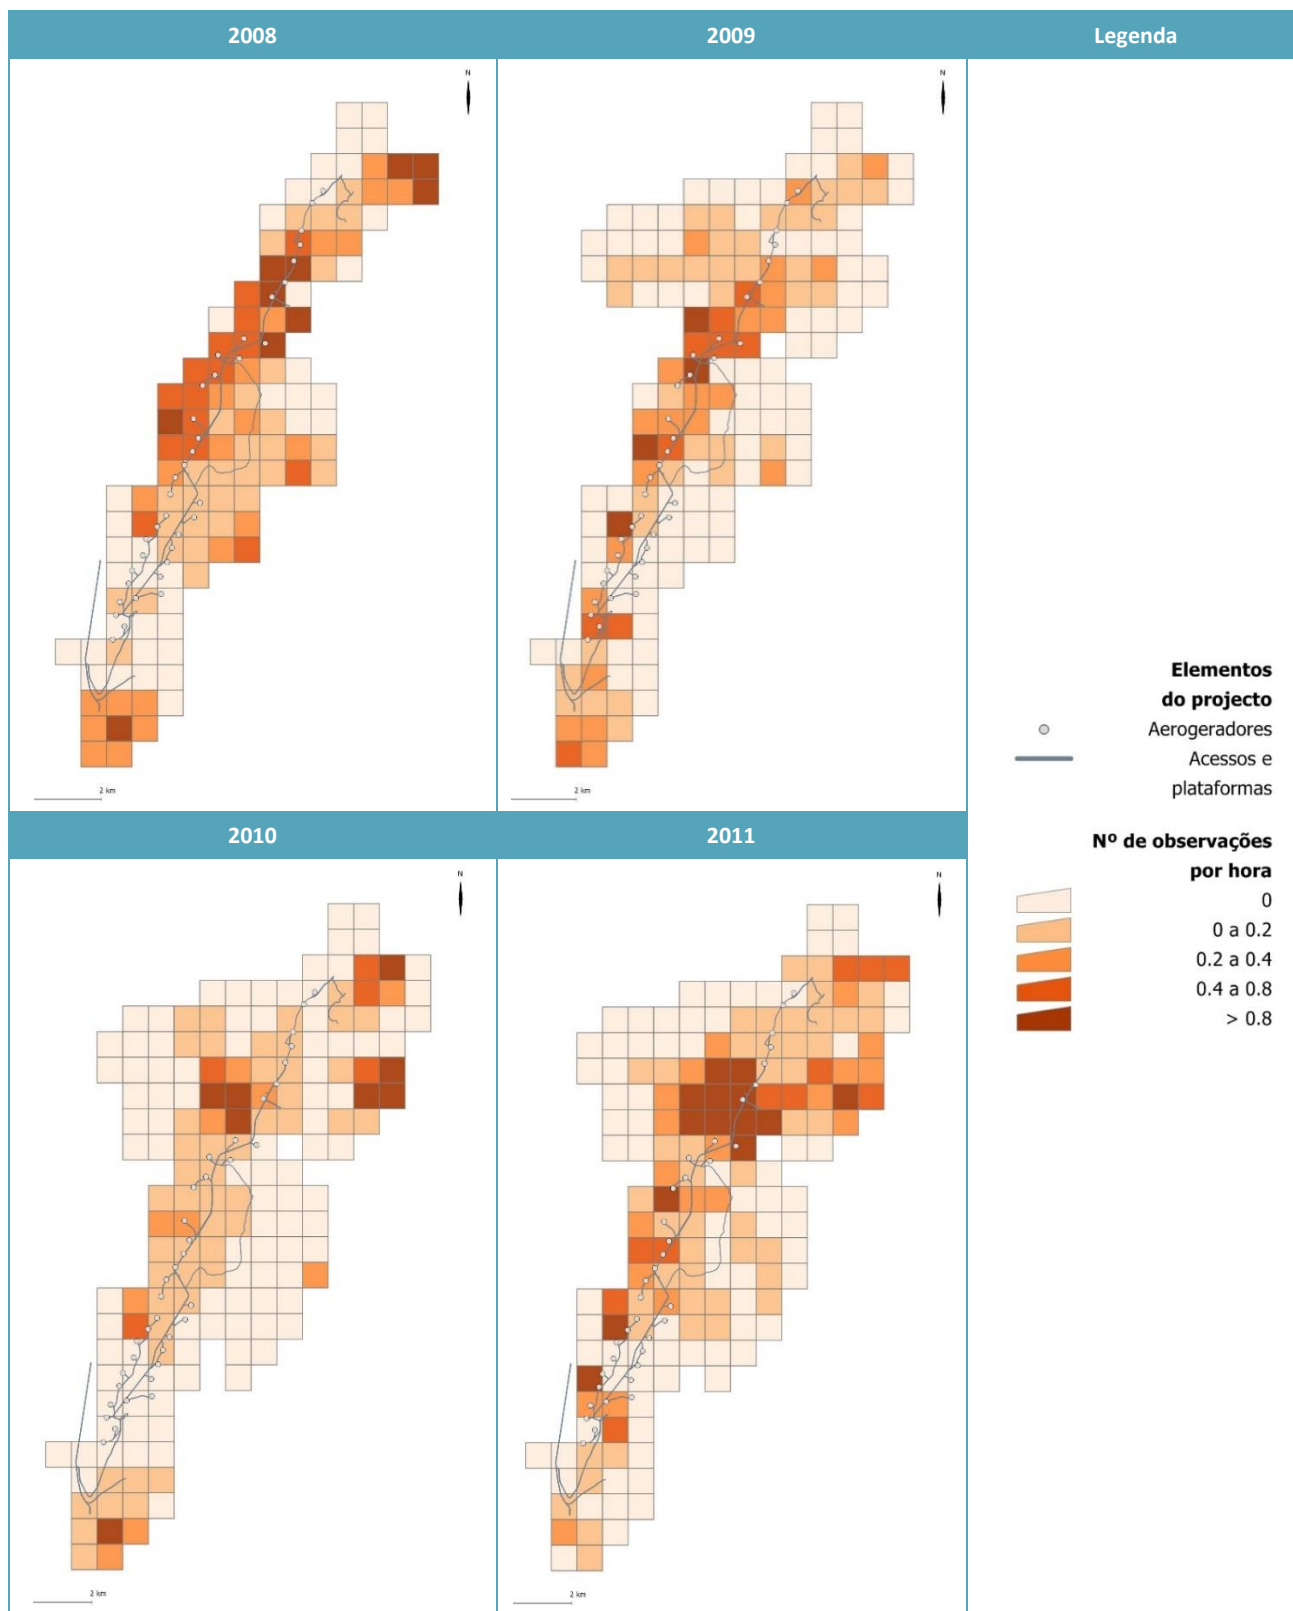 2008
2009
Legenda
N
N
2 km
2 km
Elementos
do projecto
Aerogeradores
Acessos e
plataformas
2010
2011
Nº de observações
por hora
0
0 a 0.2
0.2 a 0.4
0.4 a 0.8
> 0.8
N
N
2 km
2 km